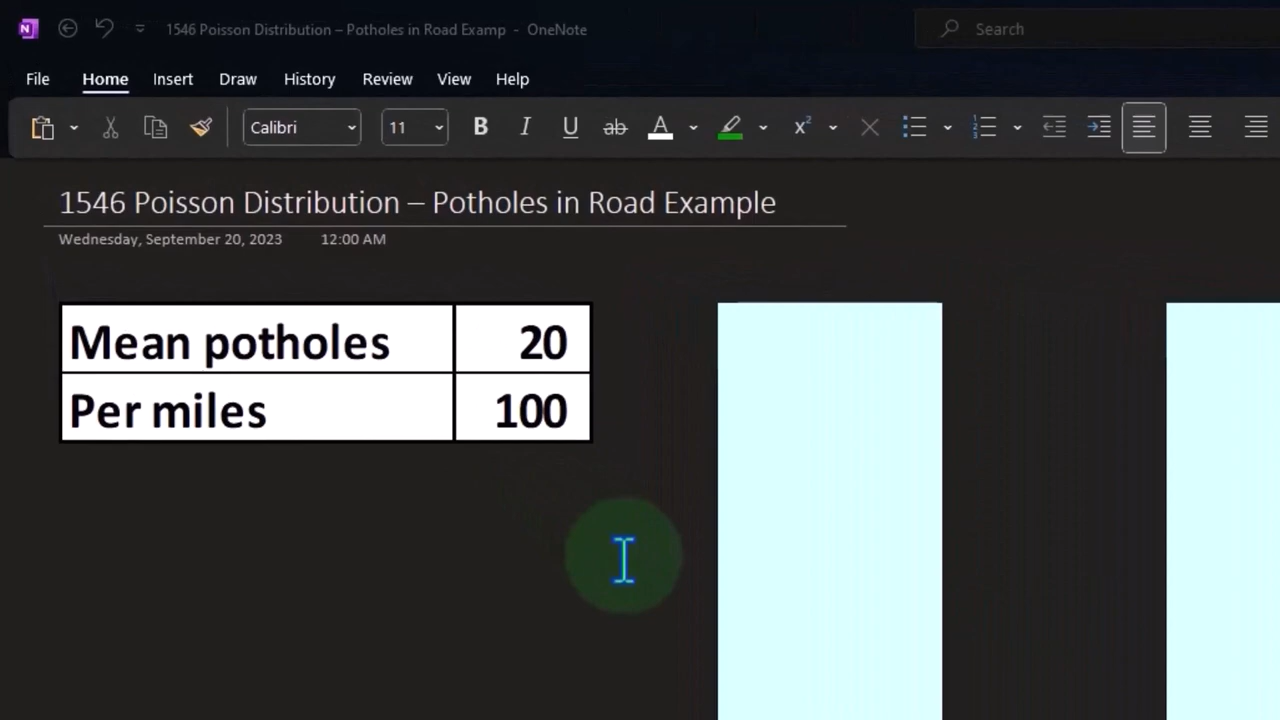 1546 Poisson Distribution – Potholes in Road Examp - OneNote
Search
File Home Insert Draw History Review View Help
Calibri 11 B I U ab A x²
1546 Poisson Distribution – Potholes in Road Example
Wednesday, September 20, 2023 12:00 AM
Mean potholes 20
Per miles 100